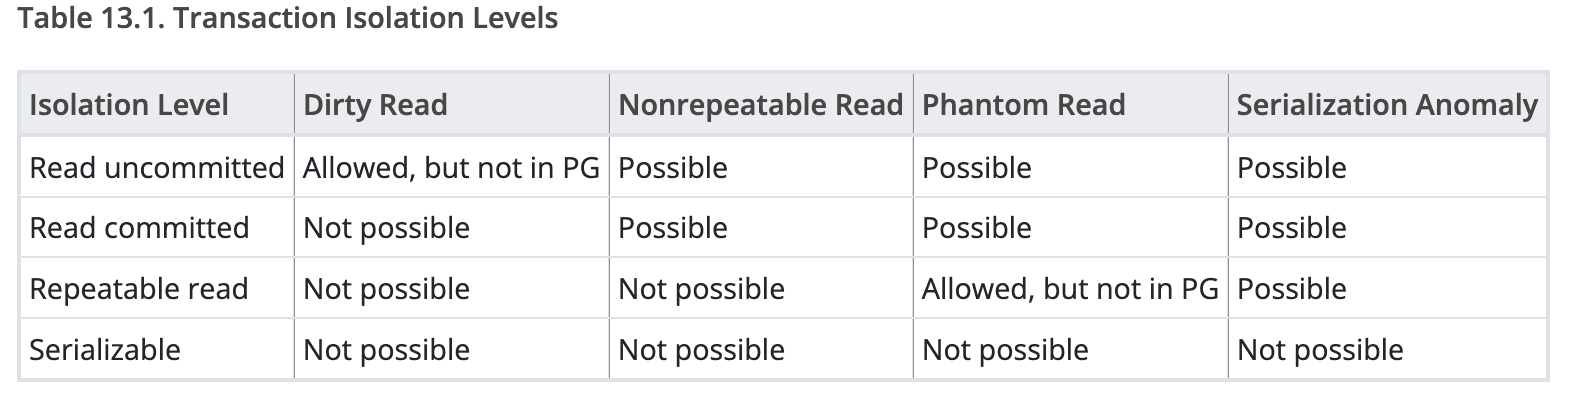 Table 13.1. Transaction Isolation Levels
Isolation Level Dirty Read Nonrepeatable Read Phantom Read Serialization Anomaly
Read uncommitted Allowed, but not in PG Possible Possible Possible
Read committed Not possible Possible Possible Possible
Repeatable read Not possible Not possible Allowed, but not in PG Possible
Serializable Not possible Not possible Not possible Not possible